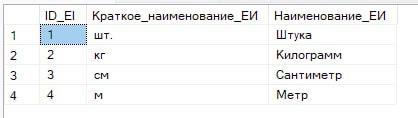 ID_EI Краткое_наименование_ЕИ Наименование_ЕИ
1 1 шт. Штука
2 2 кг Килограмм
3 3 см Сантиметр
4 4 м Метр